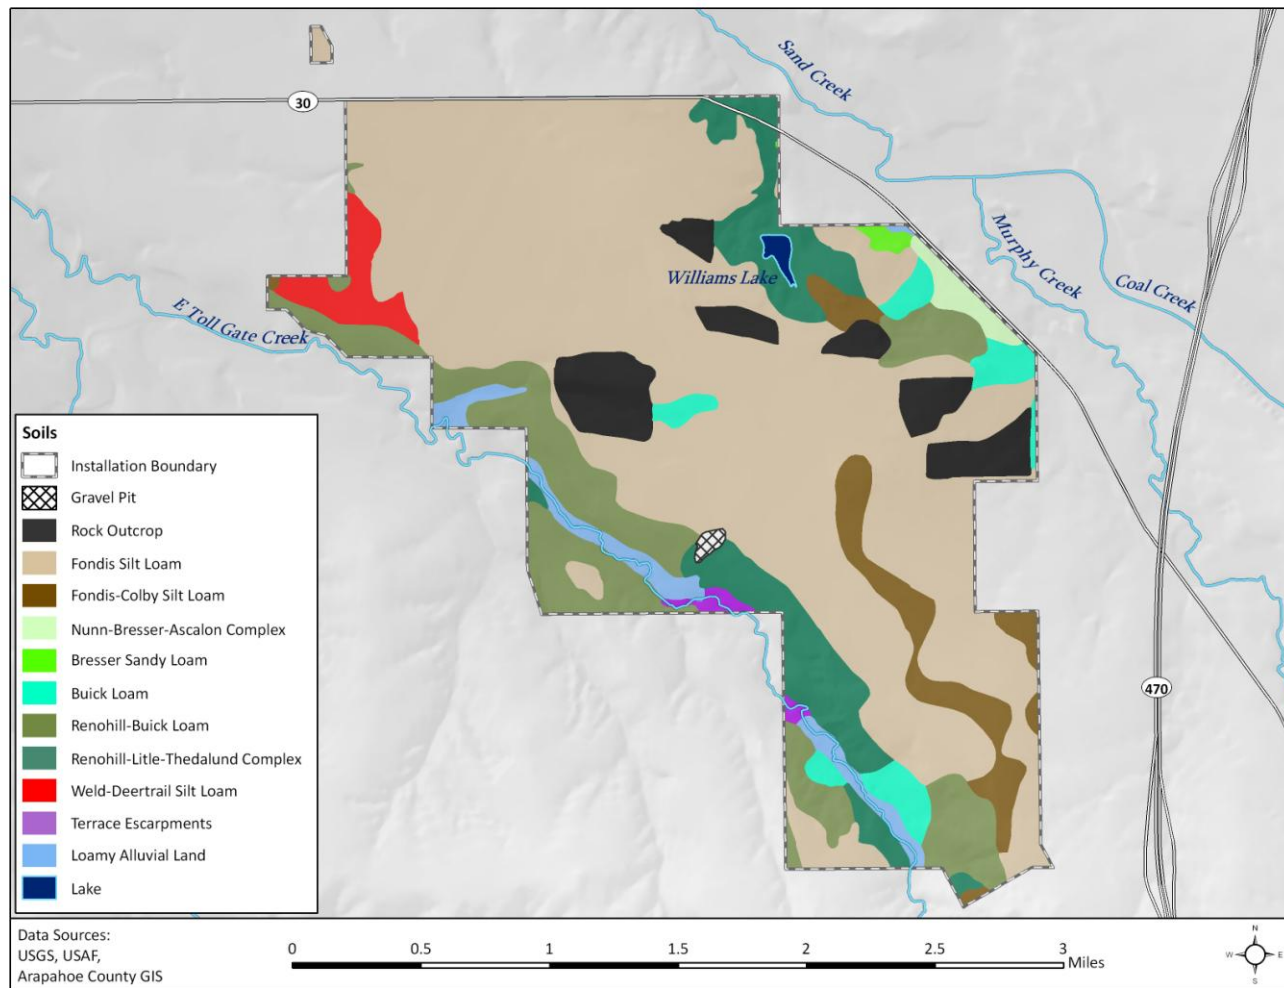 Sand Creek
30
Murphy Creek
Williams Lake
Coal Creek
E Toll Gate Creek
Soils
Installation Boundary
Gravel Pit
Rock Outcrop
Fondis Silt Loam
Fondis-Colby Silt Loam
Nunn-Bresser-Ascalon Complex
Bresser Sandy Loam
Buick Loam
470
Renohill-Buick Loam
Renohill-Litle-Thedalund Complex
Weld-Deertrail Silt Loam
Terrace Escarpments
Loamy Alluvial Land
Lake
Data Sources:
USGS, USAF,
Arapahoe County GIS
0 0.5 1 1.5 2 2.5 3
Miles
N
W E
S